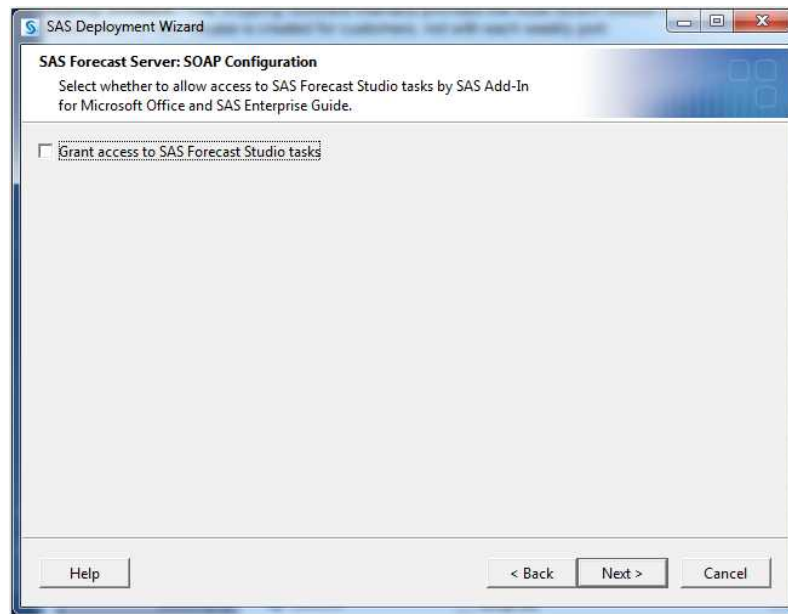 SAS Deployment Wizard
SAS Forecast Server: SOAP Configuration
Select whether to allow access to SAS Forecast Studio tasks by SAS Add-In
for Microsoft Office and SAS Enterprise Guide.
Grant access to SAS Forecast Studio tasks
Help
< Back
Next >
Cancel